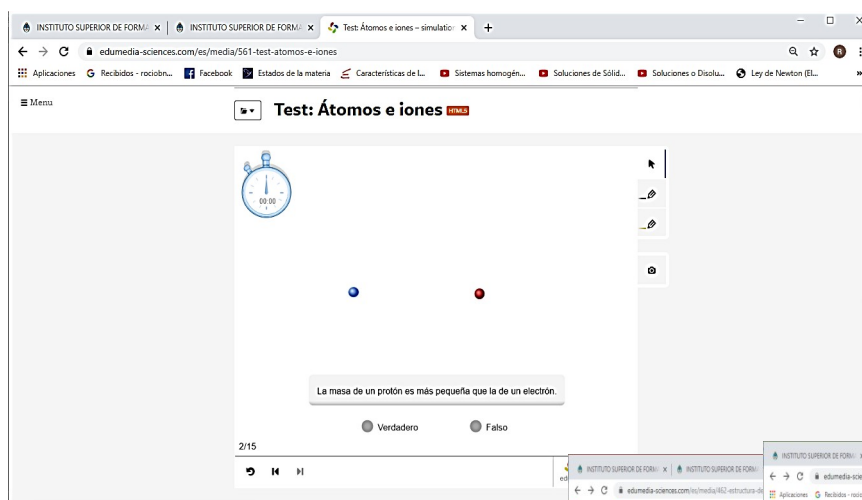 INSTITUTO SUPERIOR DE FORMA
INSTITUTO SUPERIOR DE FORMA
Test: Átomos e iones – simulatio
edumedia-sciences.com/es/media/561-test-atomos-e-iones
R
Aplicaciones
Recibidos - rociobn...
Facebook
Estados de la materia
Características de l...
Sistemas homogén...
Soluciones de Sólid...
Soluciones o Disolu...
Ley de Newton (El...
Menu
Test: Átomos e iones HTML5
00:00
La masa de un protón es más pequeña que la de un electrón.
Verdadero
Falso
2/15
INSTITUTO SUPERIOR DE FORMA
INSTITUTO SUPERIOR DE FORMA
edumedia-sciences.com/es/media/462-estructura-de
INSTITUTO SUPERIOR DE FORM
edumedia-scie
Aplicaciones
Recibidos - rocio